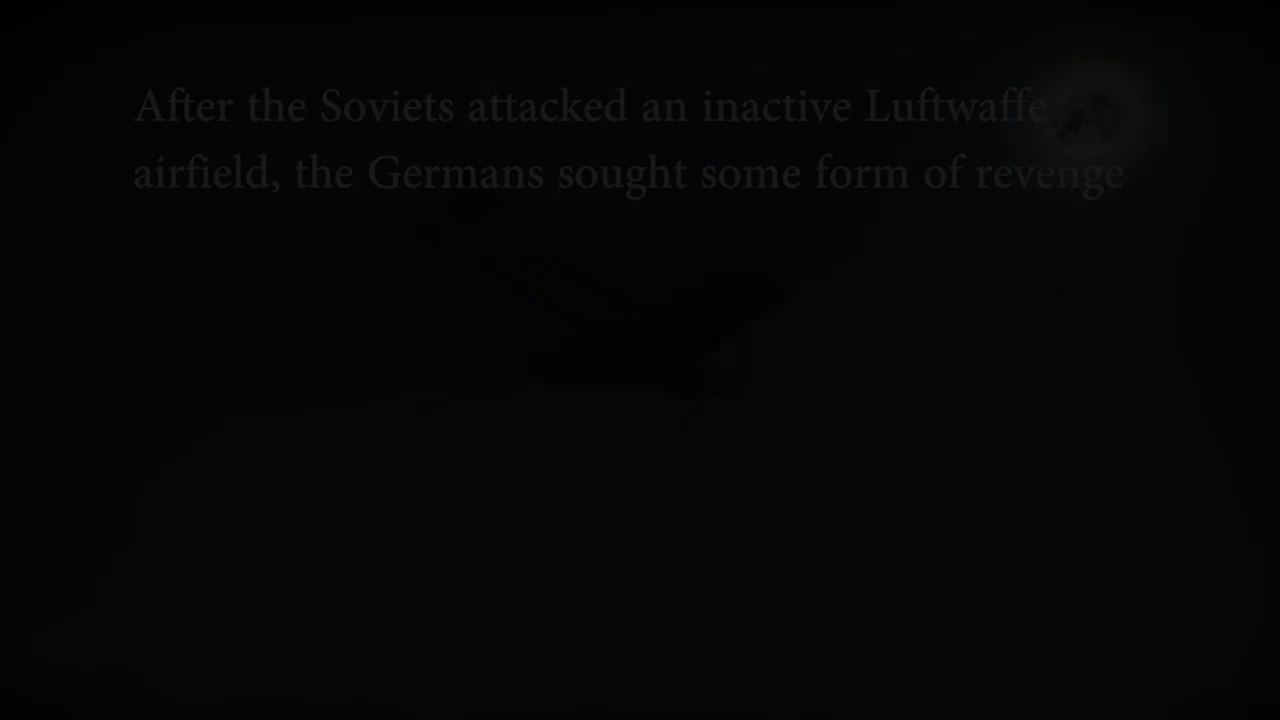 After the Soviets attacked an inactive Luftwaffe
airfield, the Germans sought some form of revenge